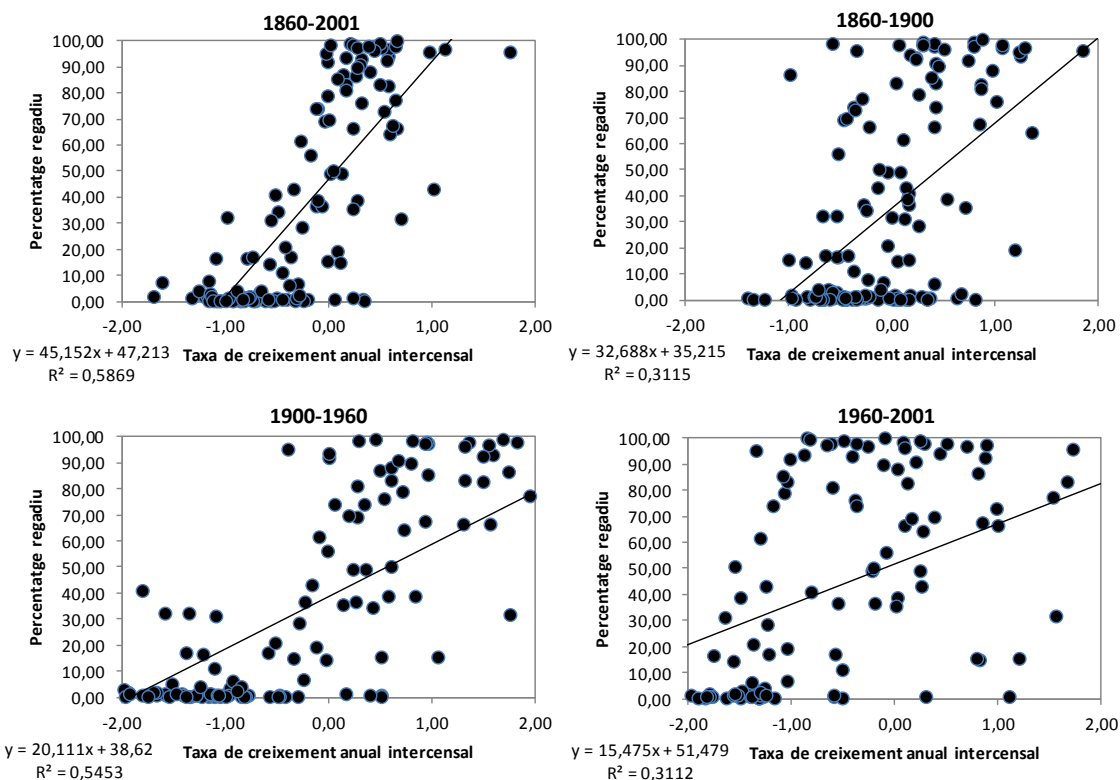 1860-2001
Percentatge regadiu
100,00
90,00
80,00
70,00
60,00
50,00
40,00
30,00
20,00
10,00
0,00
-2,00 -1,00 0,00 1,00 2,00
Taxa de creixement anual intercensal
y = 45,152x + 47,213
R² = 0,5869
1860-1900
Percentatge regadiu
100,00
90,00
80,00
70,00
60,00
50,00
40,00
30,00
20,00
10,00
0,00
-2,00 -1,00 0,00 1,00 2,00
Taxa de creixement anual intercensal
y = 32,688x + 35,215
R² = 0,3115
1900-1960
Percentatge regadiu
100,00
90,00
80,00
70,00
60,00
50,00
40,00
30,00
20,00
10,00
0,00
-2,00 -1,00 0,00 1,00 2,00
Taxa de creixement anual intercensal
y = 20,111x + 38,62
R² = 0,5453
1960-2001
Percentatge regadiu
100,00
90,00
80,00
70,00
60,00
50,00
40,00
30,00
20,00
10,00
0,00
-2,00 -1,00 0,00 1,00 2,00
Taxa de creixement anual intercensal
y = 15,475x + 51,479
R² = 0,3112